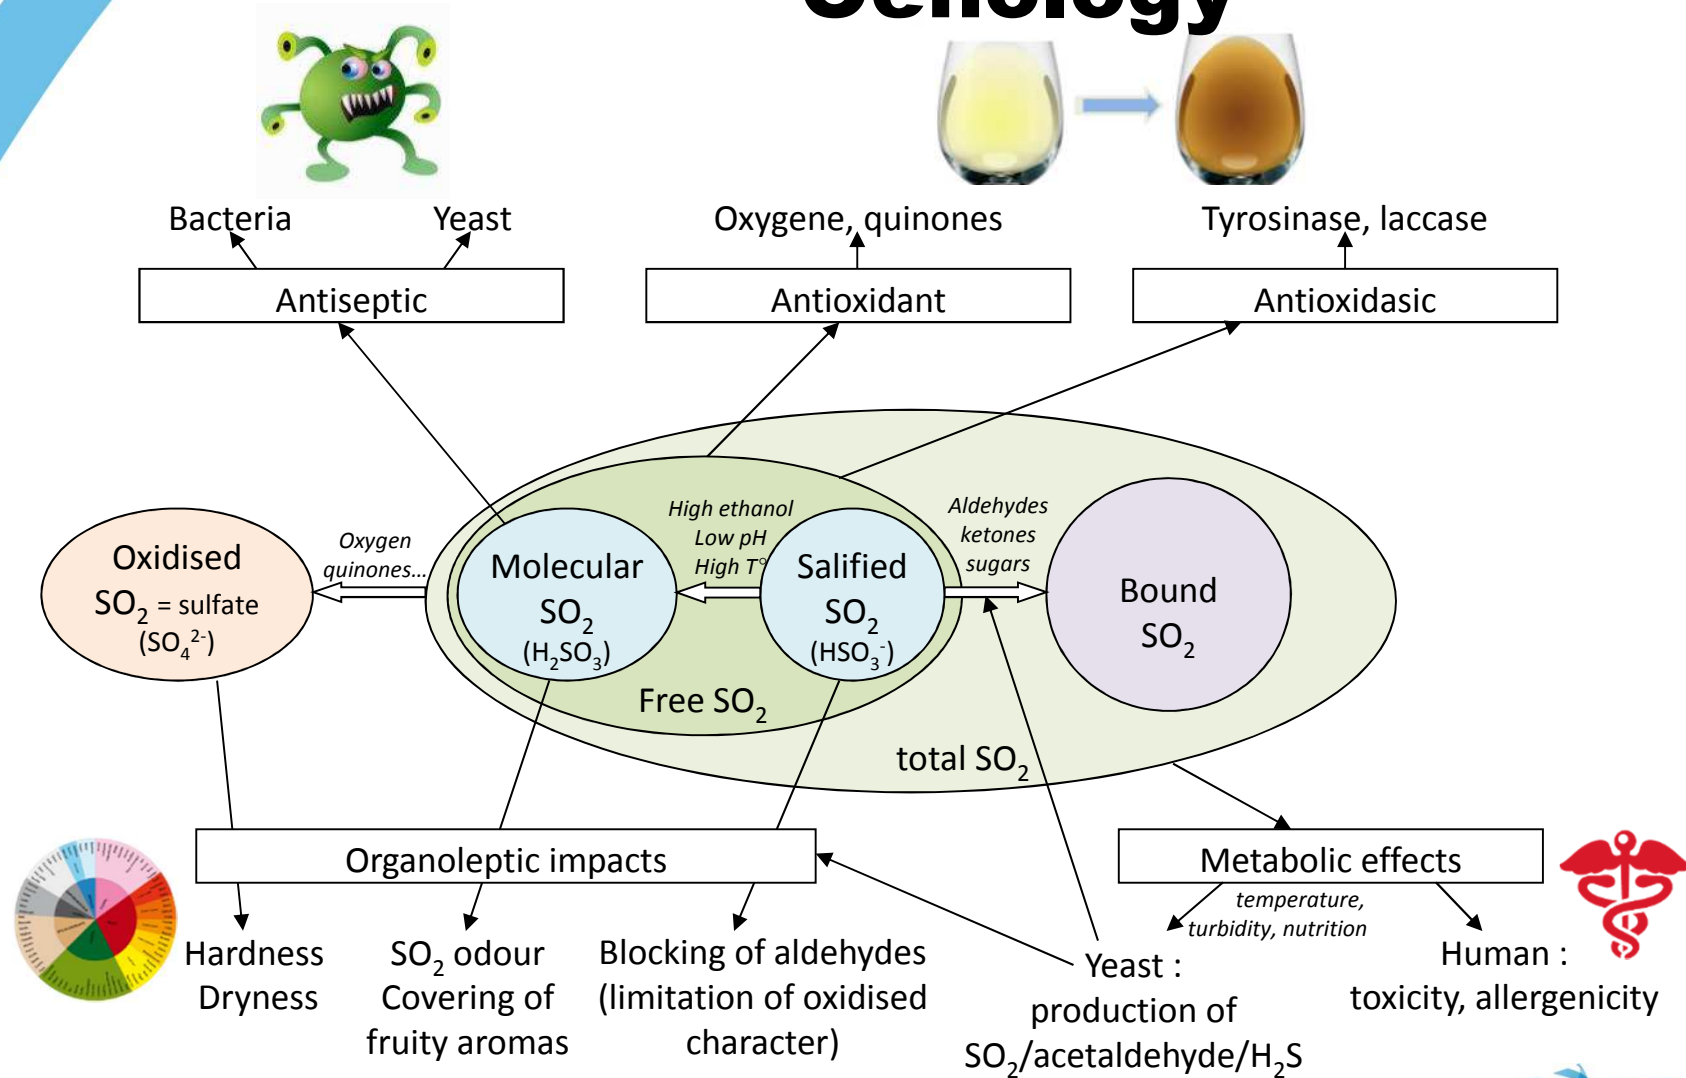 Oenology
Bacteria
Yeast
Oxygene, quinones
Tyrosinase, laccase
Antiseptic
Antioxidant
Antioxidasic
Oxidised
SO₂ = sulfate
(SO₄²⁻)
Oxygen
quinones...
Molecular
SO₂
(H₂SO₃)
High ethanol
Low pH
High T°
Salified
SO₂
(HSO₃⁻)
Aldehydes
ketones
sugars
Bound
SO₂
Free SO₂
total SO₂
Organoleptic impacts
Metabolic effects
temperature,
turbidity, nutrition
Hardness
Dryness
SO₂ odour
Covering of
fruity aromas
Blocking of aldehydes
(limitation of oxidised
character)
Yeast :
production of
SO₂/acetaldehyde/H₂S
Human :
toxicity, allergenicity